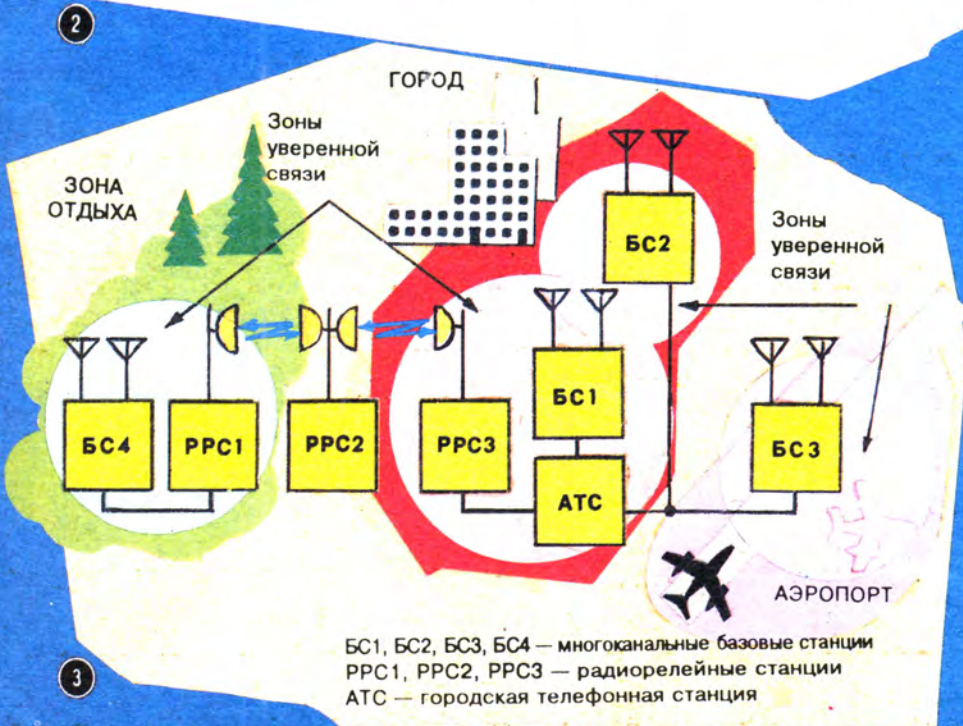 2
ГОРОД
Зоны
уверенной
связи
ЗОНА
ОТДЫХА
Зоны
уверенной
связи
БС2
БС1
БС4
РРС1
РРС2
РРС3
БС3
АТС
АЭРОПОРТ
БС1, БС2, БС3, БС4 — многоканальные базовые станции
РРС1, РРС2, РРС3 — радиорелейные станции
АТС — городская телефонная станция
3